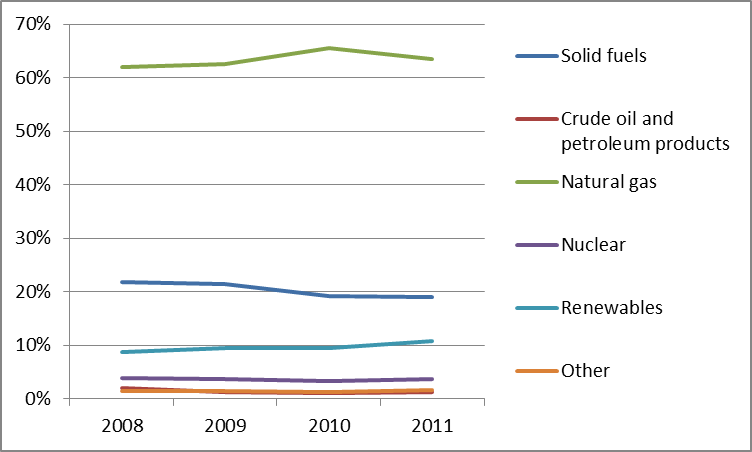 70%
60%
50%
40%
30%
20%
10%
0%
2008 2009 2010 2011
Solid fuels
Crude oil and
petroleum products
Natural gas
Nuclear
Renewables
Other